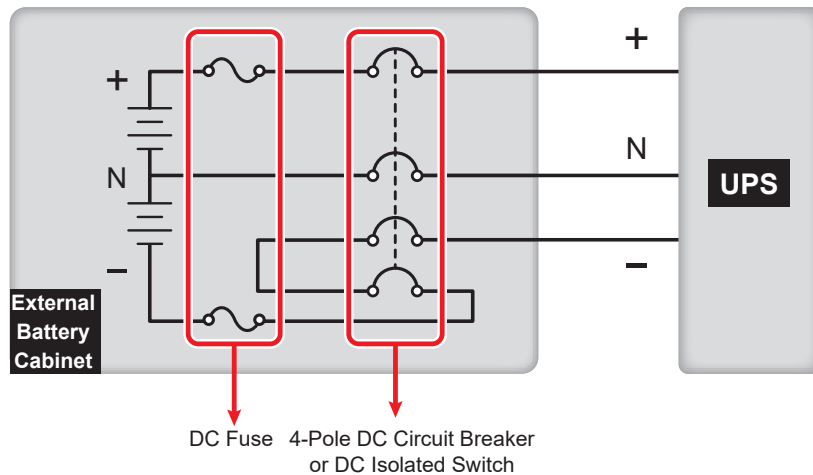 +
+
N
N
UPS
−
−
External
Battery
Cabinet
DC Fuse
4-Pole DC Circuit Breaker
or DC Isolated Switch